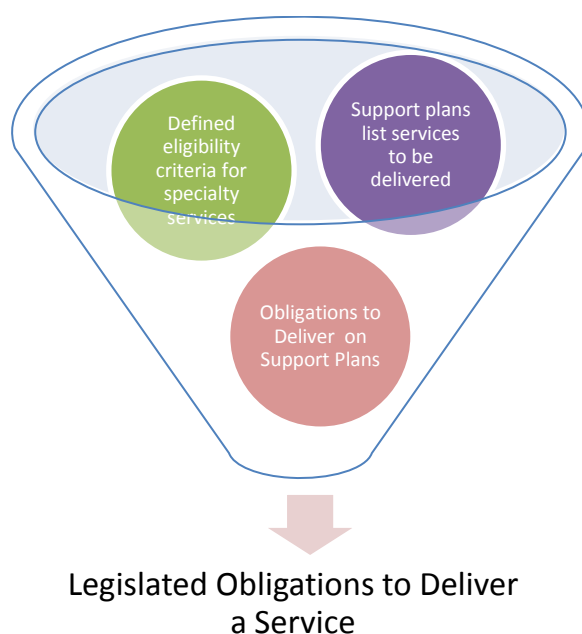 Defined
eligibility
criteria for
specialty
services
Support plans
list services
to be
delivered
Obligations to
Deliver on
Support Plans
Legislated Obligations to Deliver
a Service